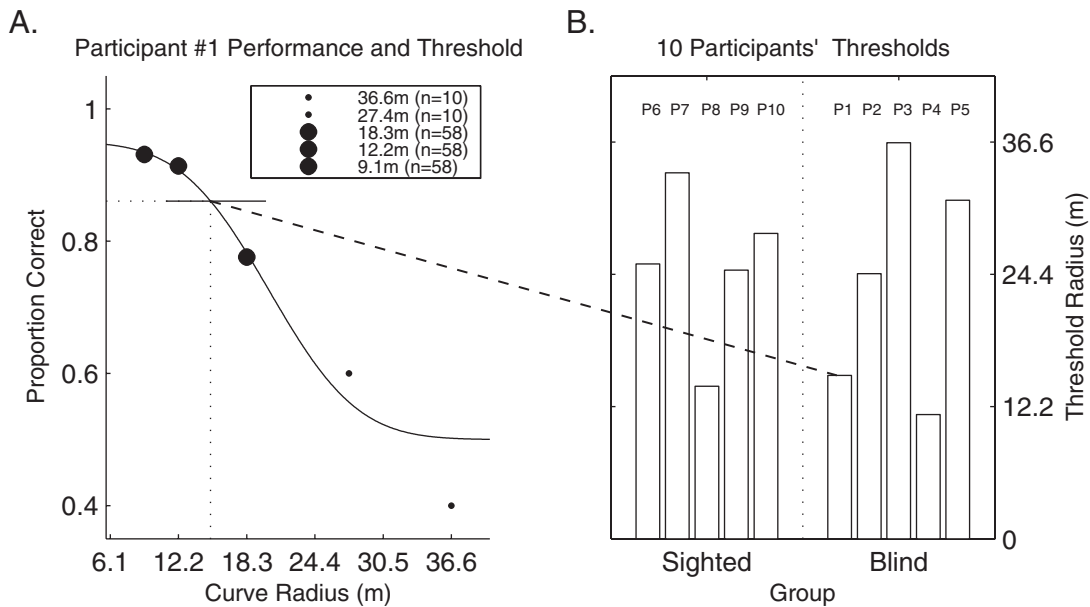 A.
Participant #1 Performance and Threshold
36.6m (n=10)
27.4m (n=10)
18.3m (n=58)
12.2m (n=58)
9.1m (n=58)
1
0.8
0.6
0.4
Proportion Correct
6.1 12.2 18.3 24.4 30.5 36.6
Curve Radius (m)
B.
10 Participants' Thresholds
P6 P7 P8 P9 P10 P1 P2 P3 P4 P5
36.6
24.4
12.2
0
Threshold Radius (m)
Sighted Blind
Group